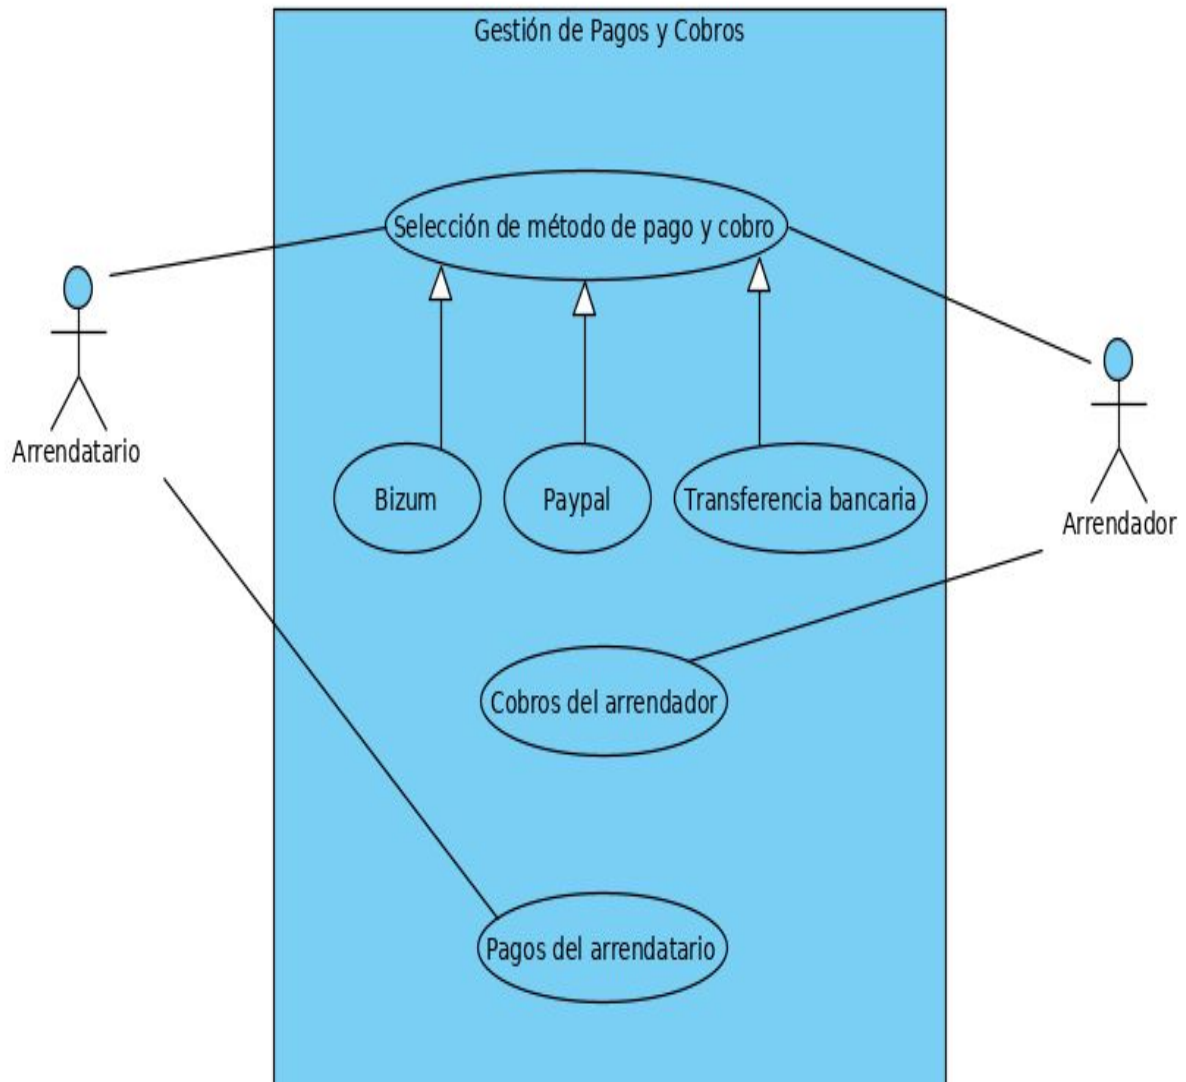 Gestión de Pagos y Cobros
Selección de método de pago y cobro
Arrendatario
Bizum
Paypal
Transferencia bancaria
Arrendador
Cobros del arrendador
Pagos del arrendatario